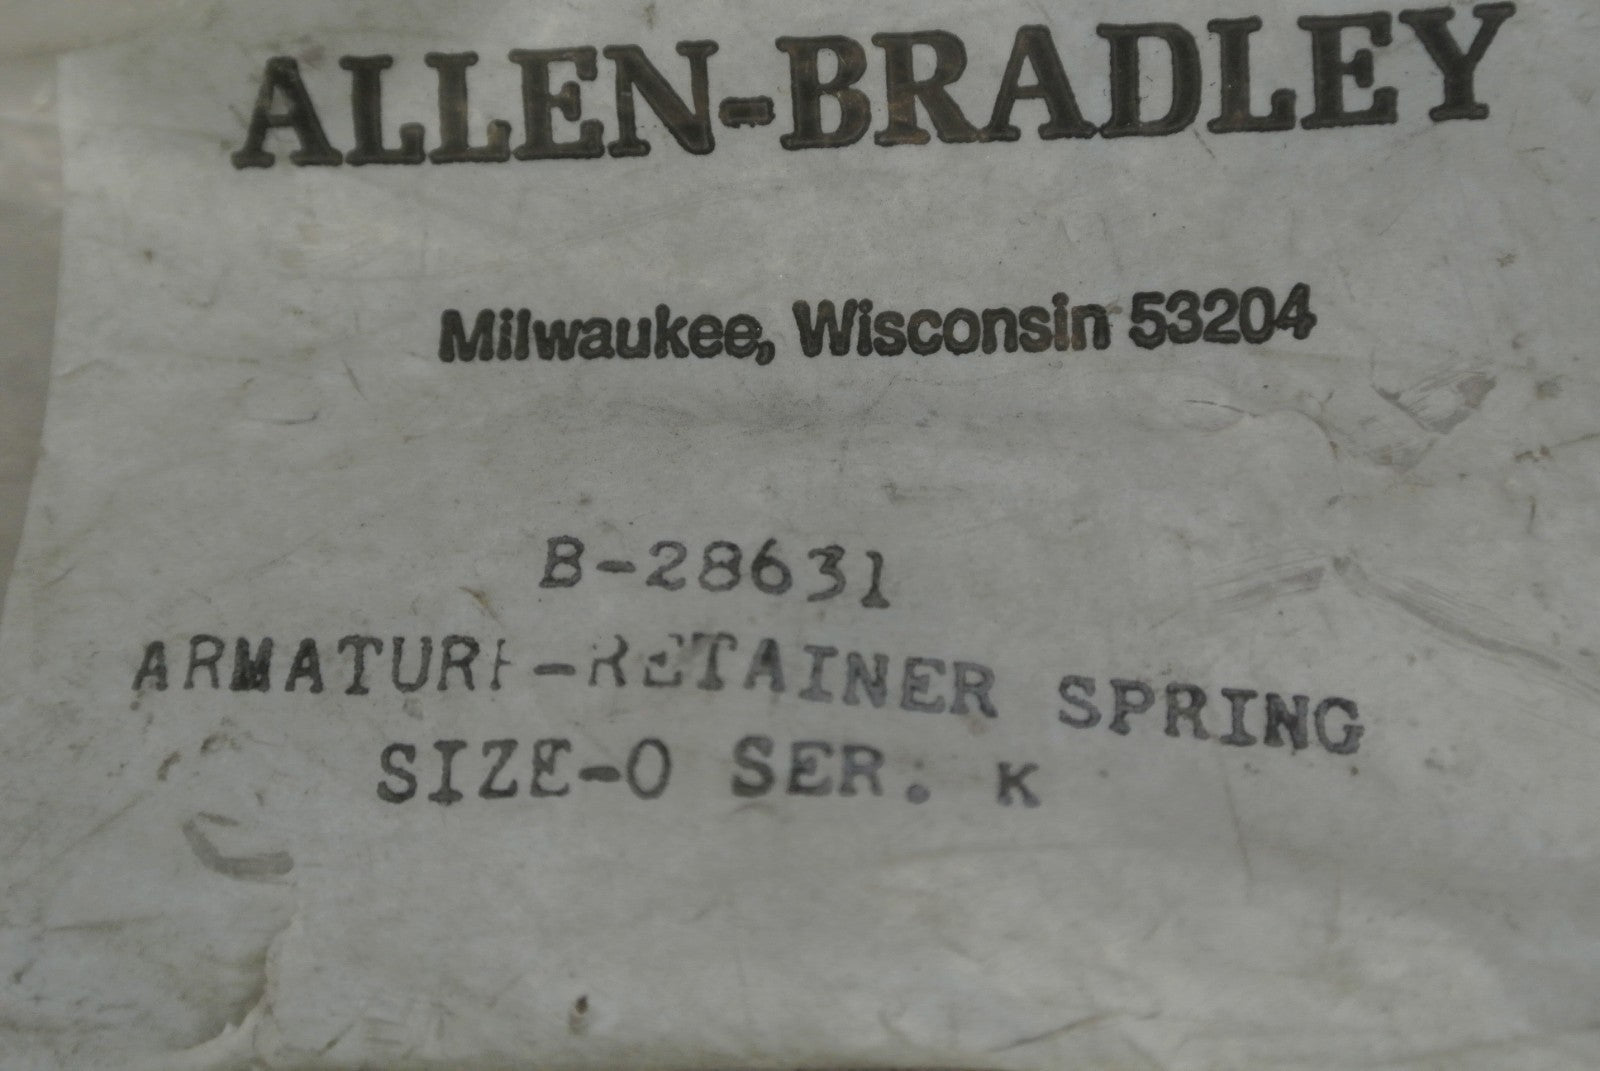 ALLEN-BRADLEY
Milwaukee, Wisconsin 53204
B-28631
ARMATURE-RETAINER SPRING
SIZE-0 SER. K